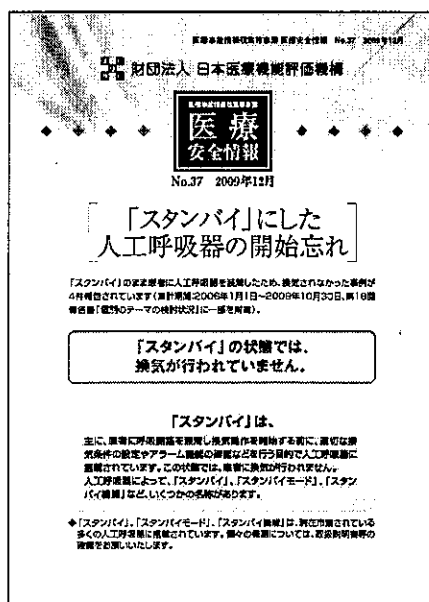 医療事故情報収集等事業 医療安全情報 No.37 2009年12月
財団法人 日本医療機能評価機構
医療事故情報収集等事業
医療
安全情報
No.37 2009年12月
「スタンバイ」にした
人工呼吸器の開始忘れ
「スタンバイ」のまま患者に人工呼吸器を装着したため、換気されなかった事例が
4件報告されています(集計期間:2006年1月1日~2009年10月30日、第18回
報告書「個別のテーマの検討状況」に一部を掲載)。
「スタンバイ」の状態では、
換気が行われていません。
「スタンバイ」は、
主に、患者に呼吸器を装着し換気動作を開始する前に、適切な換
気条件の設定やアラーム機能の確認などを行う目的で人工呼吸器に
搭載されています。この状態では、患者に換気が行われません。
人工呼吸器によって、「スタンバイ」、「スタンバイモード」、「スタン
バイ機構」など、いくつかの名称があります。
◆「スタンバイ」、「スタンバイモード」、「スタンバイ機構」は、現在市販されている
多くの人工呼吸器に搭載されています。個々の機器については、取扱説明書等の
確認をお願いいたします。